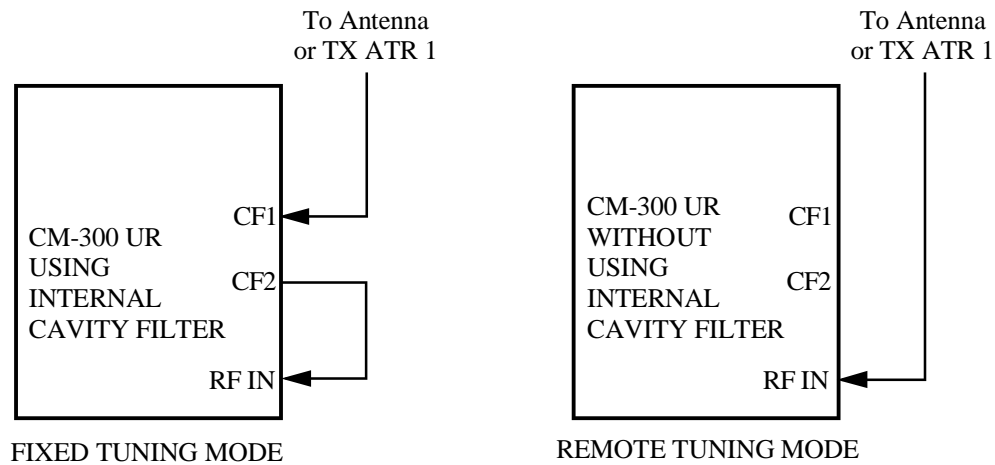 To Antenna
or TX ATR 1
CF1
CM-300 UR
USING
INTERNAL
CAVITY FILTER
CF2
RF IN
FIXED TUNING MODE
To Antenna
or TX ATR 1
CM-300 UR
WITHOUT
USING
INTERNAL
CAVITY FILTER
CF1
CF2
RF IN
REMOTE TUNING MODE